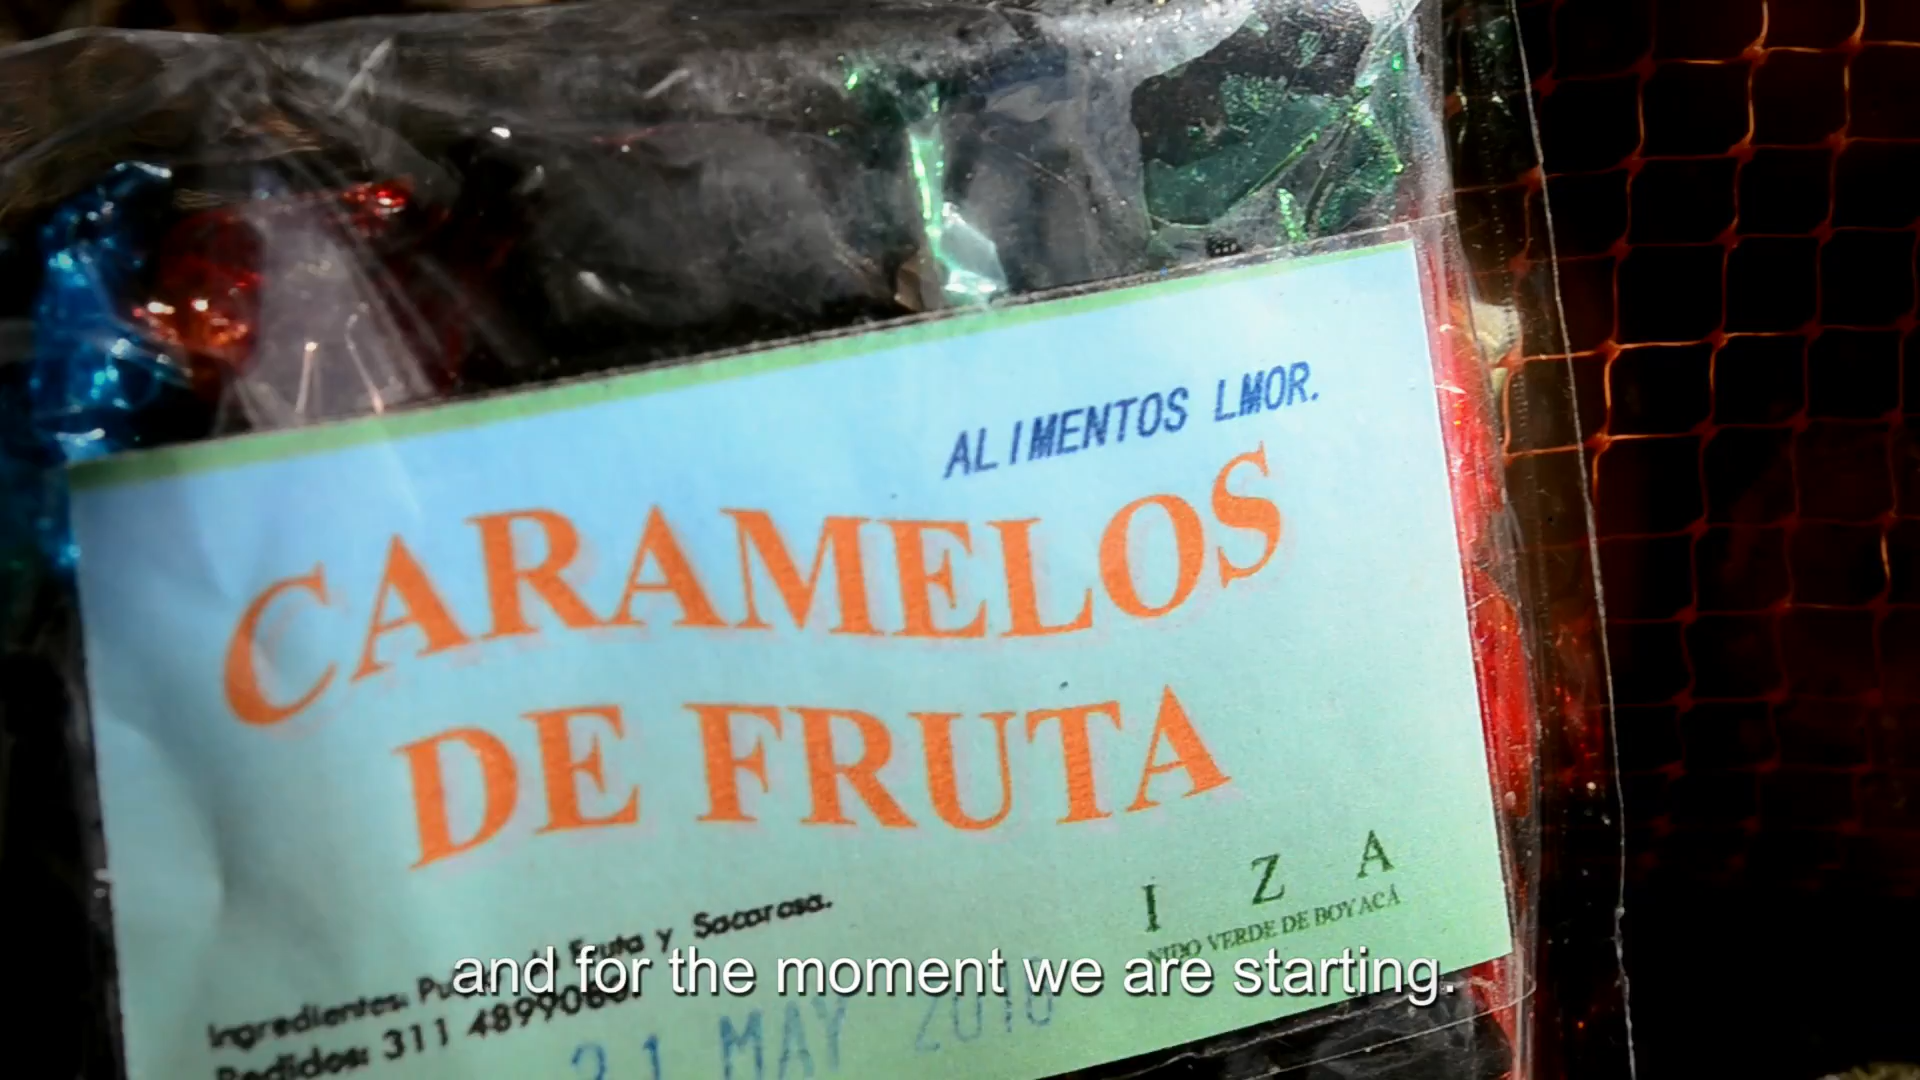 ALIMENTOS LMOR.
CARAMELOS
DE FRUTA
I Z A
NIDO VERDE DE BOYACÁ
Ingredientes: Fruta y Sacarosa.
Pedidos: 311
MAY
and for the moment we are starting.